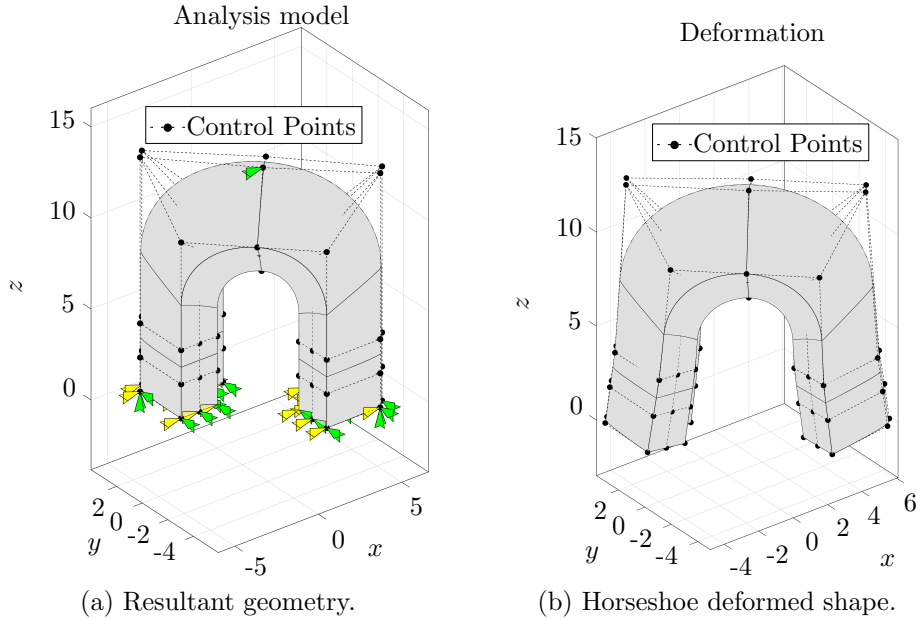 Analysis model
Control Points
15
10
5
0
z
2
0
-2
-4
y
-5
0
5
x
(a) Resultant geometry.
Deformation
Control Points
15
10
5
0
z
2
0
-2
-4
y
-4
-2
0
2
4
6
x
(b) Horseshoe deformed shape.